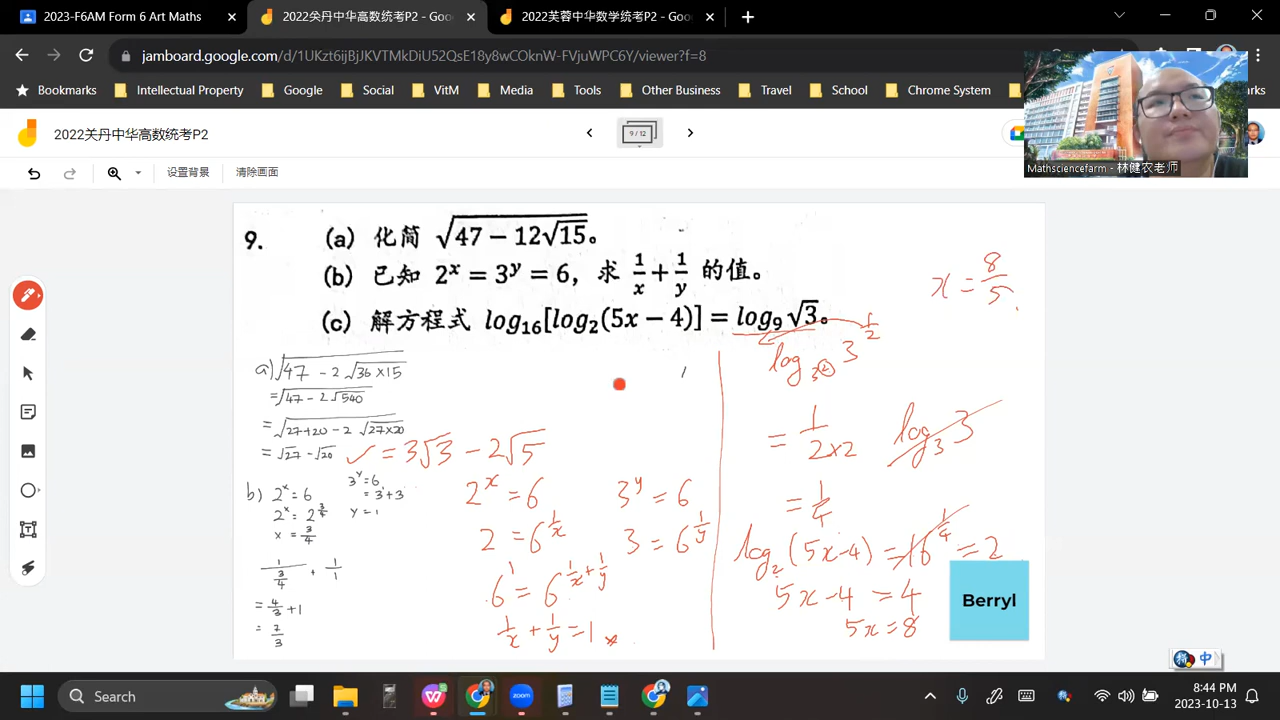 2023-F6AM Form 6 Art Maths
2022关丹中华高数统考P2 - Goo
2022芙蓉中华数学统考P2 - Goo
jamboard.google.com/d/1UKzt6ijBjJKVTMkDiU52QsE18y8wCQknW-FVjuWPC6Y/viewer?f=8
Bookmarks Intellectual Property Google Social VitM Media Tools Other Business Travel School Chrome System
2022关丹中华高数统考P2
9 / 12
Mathsciencefarm - 林健农老师
设置背景 清除画面
9. (a) 化简 √(47 − 12√15)。
(b) 已知 2^x = 3^y = 6, 求 1/x + 1/y 的值。
(c) 解方程式 log₁₆[log₂(5x − 4)] = log₉ √3。
a) √(47 - 2√(36×15))
= √(47 - 2√540)
= √(27+20 - 2√(27×20))
= √27 - √20 ✓ = 3√3 - 2√5
b) 2^x = 6
2^x = 2^(3/4)
x = 3/4
3^y = 6
= 3+3
y = 1
1/(3/4) + 1/1
= 4/3 + 1
= 7/3
2^x = 6
2 = 6^(1/x)
3^y = 6
3 = 6^(1/y)
6^1 = 6^(1/x + 1/y)
1/x + 1/y = 1
log_(3^2) 3^(1/2)
= 1/(2×2) log₃3
= 1/4
log₂(5x-4) = 16^(1/4) = 2
5x-4 = 4
5x = 8
x = 8/5
Berryl
Search
中
8:44 PM
2023-10-13